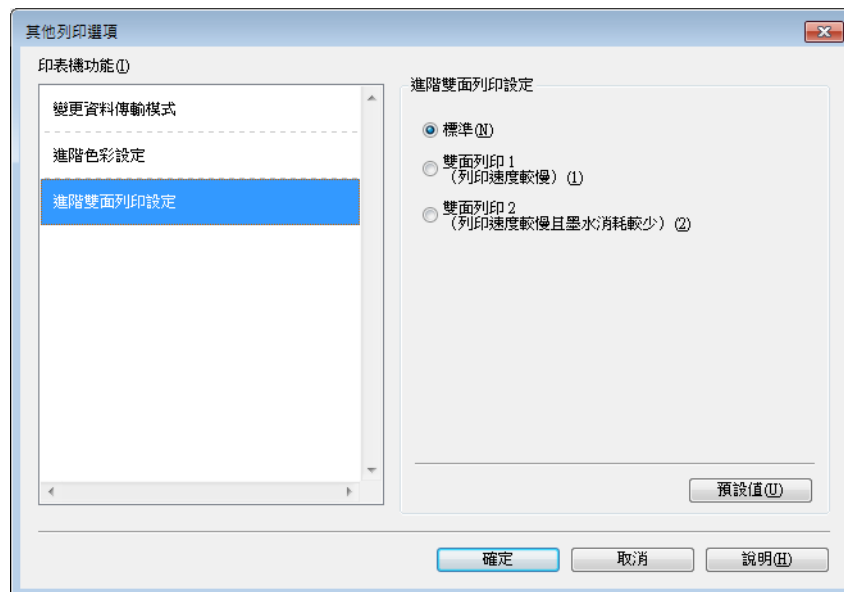 其他列印選項
印表機功能(I)
變更資料傳輸模式
進階色彩設定
進階雙面列印設定
進階雙面列印設定
標準(N)
雙面列印 1
（列印速度較慢）(1)
雙面列印 2
（列印速度較慢且墨水消耗較少）(2)
預設值(U)
確定
取消
說明(H)